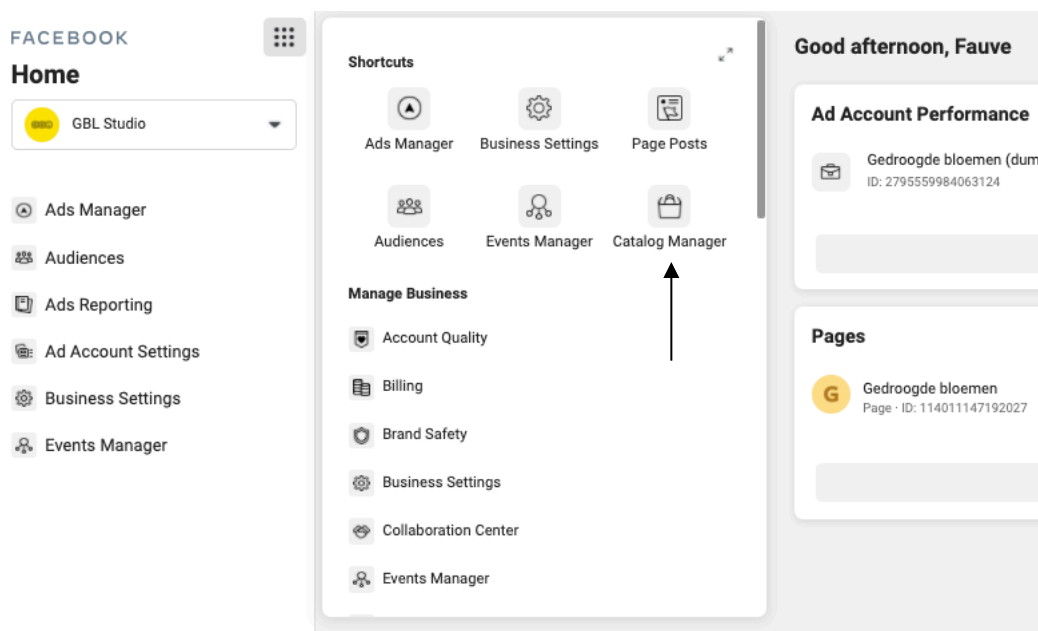 FACEBOOK
Home
GBL Studio
Ads Manager
Audiences
Ads Reporting
Ad Account Settings
Business Settings
Events Manager
Shortcuts
Ads Manager
Business Settings
Page Posts
Audiences
Events Manager
Catalog Manager
Manage Business
Account Quality
Billing
Brand Safety
Business Settings
Collaboration Center
Events Manager
Good afternoon, Fauve
Ad Account Performance
Gedroogde bloemen (dum
ID: 2795559984063124
Pages
G
Gedroogde bloemen
Page · ID: 114011147192027